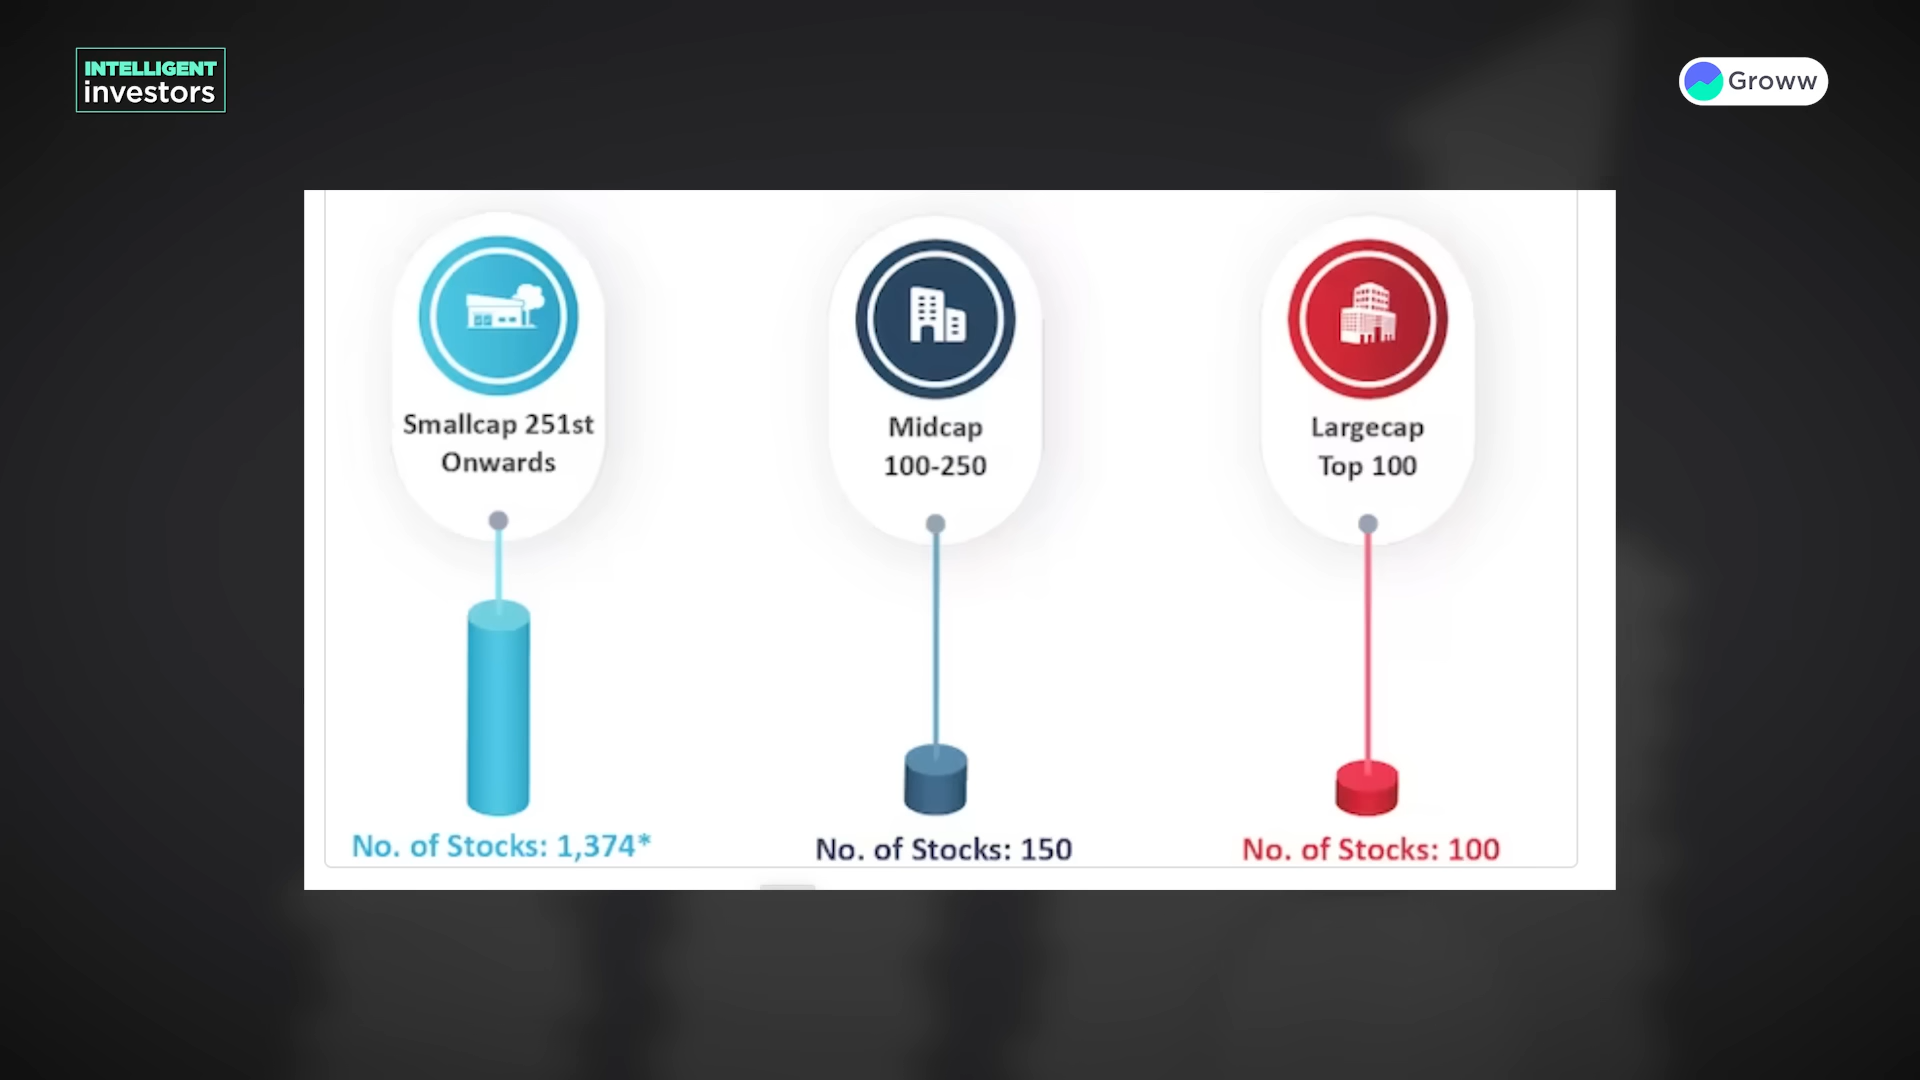 INTELLIGENT
investors
Groww
Smallcap 251st
Onwards
Midcap
100-250
Largecap
Top 100
No. of Stocks: 1,374*
No. of Stocks: 150
No. of Stocks: 100